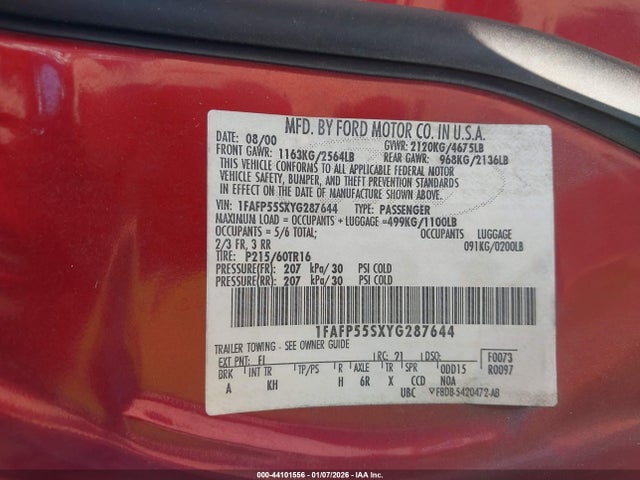 MFD. BY FORD MOTOR CO. IN U.S.A.
DATE: 08/00 GVWR: 2120KG/4675LB
FRONT GAWR: 1163KG/2564LB REAR GAWR: 968KG/2136LB
THIS VEHICLE CONFORMS TO ALL APPLICABLE FEDERAL MOTOR
VEHICLE SAFETY, BUMPER, AND THEFT PREVENTION STANDARDS
IN EFFECT ON THE DATE OF MANUFACTURE SHOWN ABOVE.
VIN: 1FAFP55SXYG287644 TYPE: PASSENGER
MAXIMUM LOAD = OCCUPANTS + LUGGAGE =499KG/1100LB
OCCUPANTS = 5/6 TOTAL: OCCUPANTS LUGGAGE
2/3 FR, 3 RR 091KG/0200LB
TIRE: P215/60TR16
PRESSURE(FR): 207 kPa/30 PSI COLD
PRESSURE(RR): 207 kPa/30 PSI COLD
1FAFP55SXYG287644
TRAILER TOWING - SEE OWNER GUIDE
EXT PNT: FI RC: 21 DSO: F0073
BRK INT TR TP/PS R AXLE TR SPR 0DD15 R0097
A KH H 6R X CCD NOA
UBC F8DB-5420472-AB
000-44101556 | 01/07/2026 | IAA Inc.